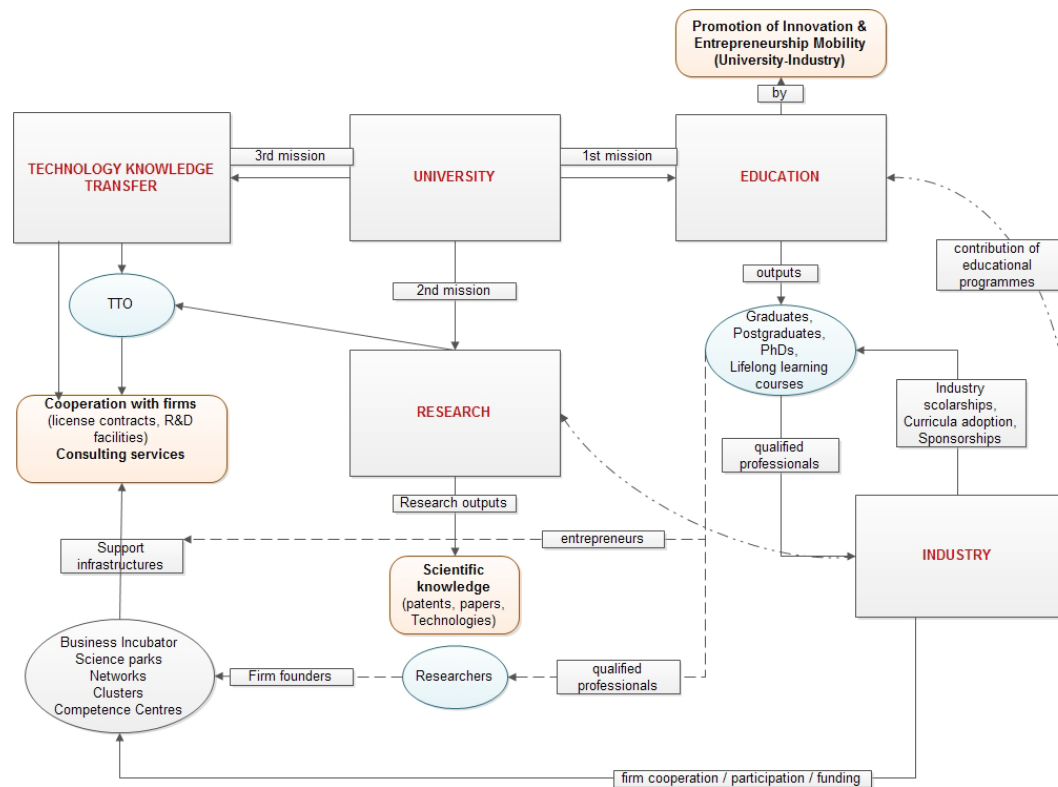 Promotion of Innovation &
Entrepreneurship Mobility
(University-Industry)
by
TECHNOLOGY KNOWLEDGE
TRANSFER
3rd mission
UNIVERSITY
1st mission
EDUCATION
contribution of
educational
programmes
outputs
2nd mission
TTO
Graduates,
Postgraduates,
PhDs,
Lifelong learning
courses
RESEARCH
Industry
scolarships,
Curricula adoption,
Sponsorships
Cooperation with firms
(license contracts, R&D
facilities)
Consulting services
qualified
professionals
Research outputs
entrepreneurs
Support
infrastructures
INDUSTRY
Scientific
knowledge
(patents, papers,
Technologies)
Business Incubator
Science parks
Networks
Clusters
Competence Centres
Firm founders
Researchers
qualified
professionals
firm cooperation / participation / funding